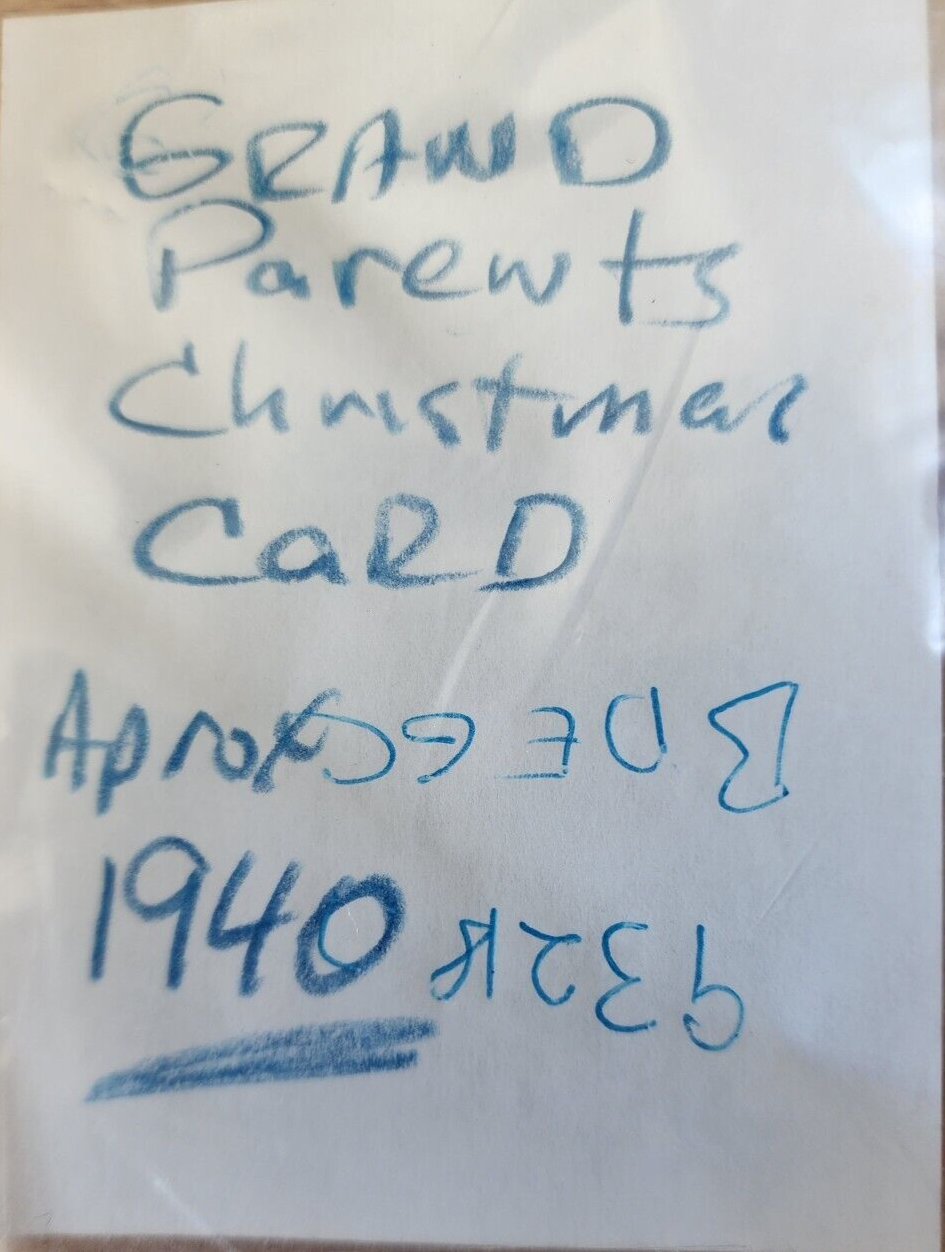 GRAND
Parents
Christmas
CaRD
Aprox
1940